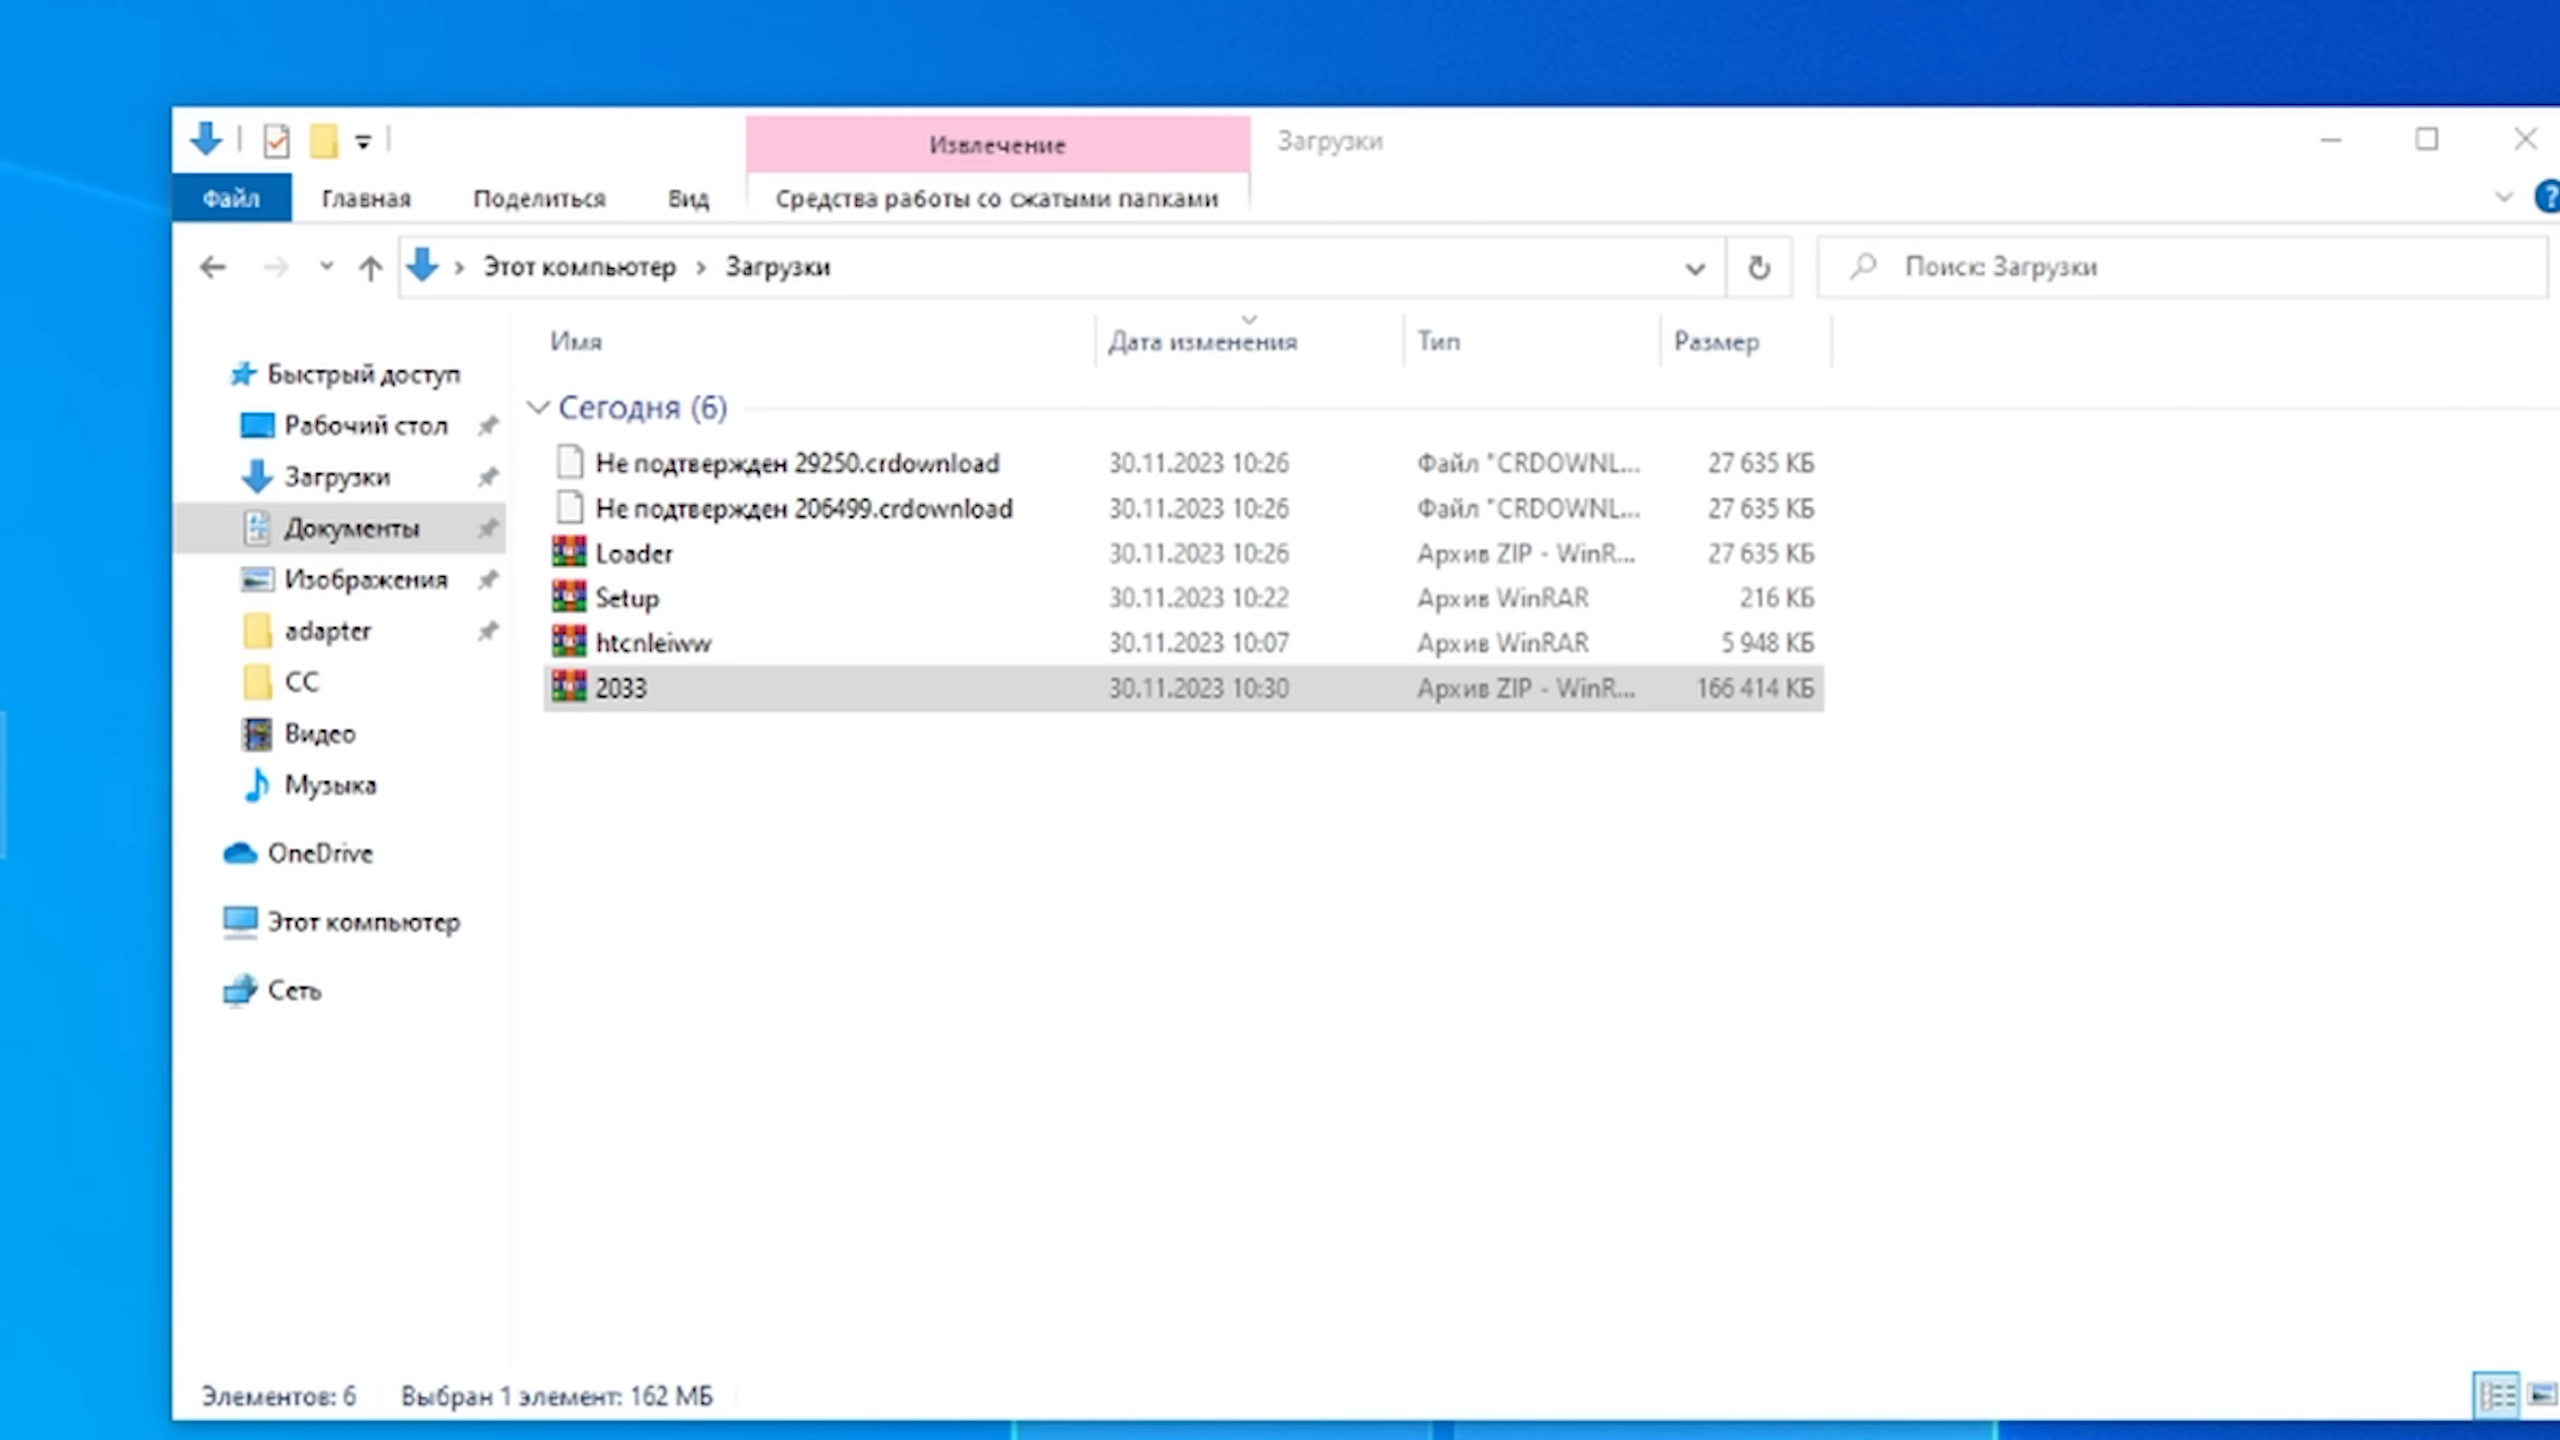 Извлечение
Загрузки
Файл Главная Поделиться Вид Средства работы со сжатыми папками
Этот компьютер › Загрузки
Поиск: Загрузки
Имя Дата изменения Тип Размер
Быстрый доступ
Рабочий стол
Загрузки
Документы
Изображения
adapter
CC
Видео
Музыка
OneDrive
Этот компьютер
Сеть
Сегодня (6)
Не подтвержден 29250.crdownload 30.11.2023 10:26 Файл "CRDOWNL... 27 635 КБ
Не подтвержден 206499.crdownload 30.11.2023 10:26 Файл "CRDOWNL... 27 635 КБ
Loader 30.11.2023 10:26 Архив ZIP - WinR... 27 635 КБ
Setup 30.11.2023 10:22 Архив WinRAR 216 КБ
htcnleiww 30.11.2023 10:07 Архив WinRAR 5 948 КБ
2033 30.11.2023 10:30 Архив ZIP - WinR... 166 414 КБ
Элементов: 6 Выбран 1 элемент: 162 МБ